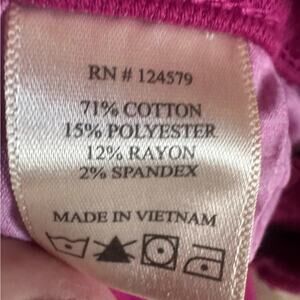 RN # 124579
71% COTTON
15% POLYESTER
12% RAYON
2% SPANDEX
MADE IN VIETNAM